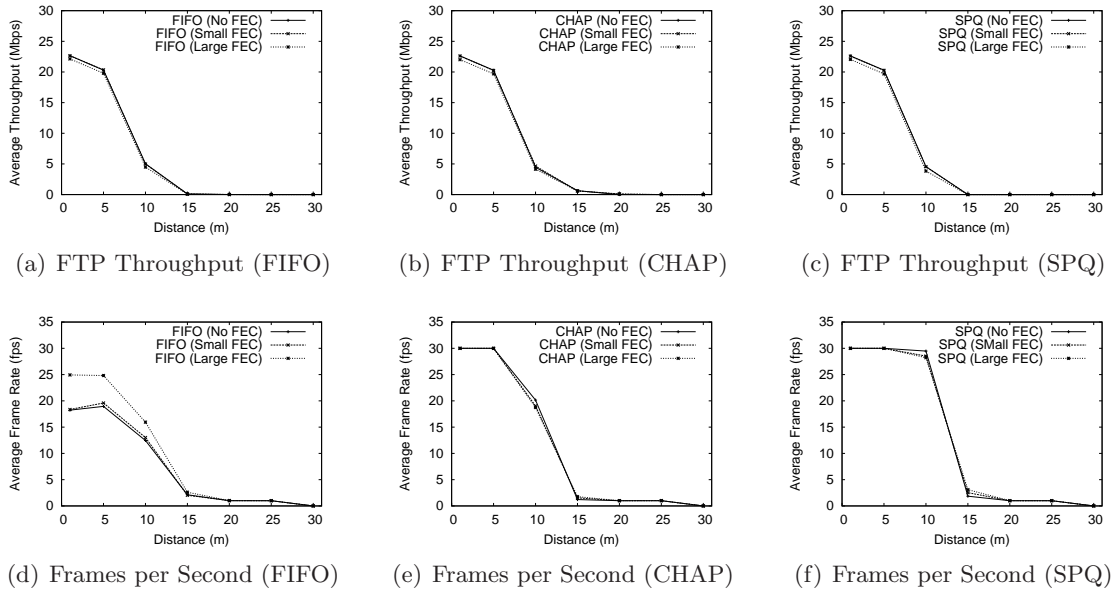 FIFO (No FEC)
FIFO (Small FEC)
FIFO (Large FEC)
Average Throughput (Mbps)
30
25
20
15
10
5
0
0 5 10 15 20 25 30
Distance (m)
(a) FTP Throughput (FIFO)
CHAP (No FEC)
CHAP (Small FEC)
CHAP (Large FEC)
Average Throughput (Mbps)
30
25
20
15
10
5
0
0 5 10 15 20 25 30
Distance (m)
(b) FTP Throughput (CHAP)
SPQ (No FEC)
SPQ (Small FEC)
SPQ (Large FEC)
Average Throughput (Mbps)
30
25
20
15
10
5
0
0 5 10 15 20 25 30
Distance (m)
(c) FTP Throughput (SPQ)
FIFO (No FEC)
FIFO (Small FEC)
FIFO (Large FEC)
Average Frame Rate (fps)
35
30
25
20
15
10
5
0
0 5 10 15 20 25 30
Distance (m)
(d) Frames per Second (FIFO)
CHAP (No FEC)
CHAP (Small FEC)
CHAP (Large FEC)
Average Frame Rate (fps)
35
30
25
20
15
10
5
0
0 5 10 15 20 25 30
Distance (m)
(e) Frames per Second (CHAP)
SPQ (No FEC)
SPQ (SMall FEC)
SPQ (Large FEC)
Average Frame Rate (fps)
35
30
25
20
15
10
5
0
0 5 10 15 20 25 30
Distance (m)
(f) Frames per Second (SPQ)